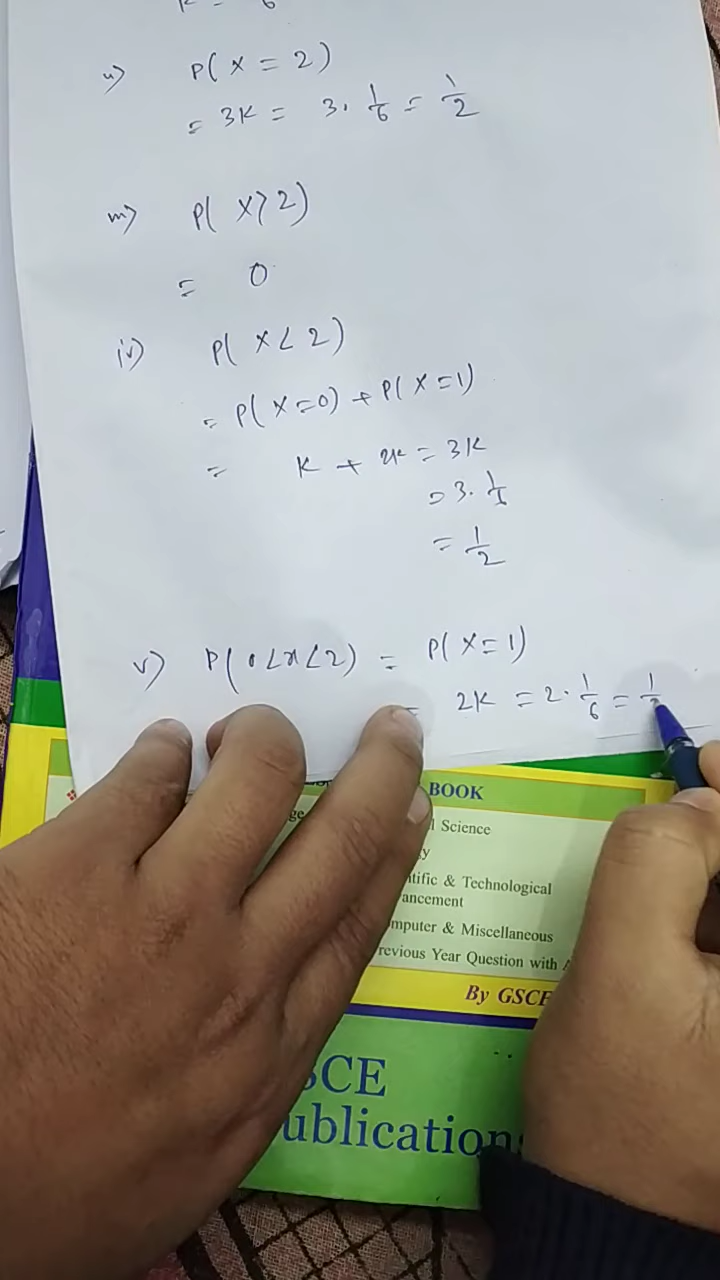 ii) P(X = 2)
= 3K = 3. 1/6 = 1/2
iii) P( X>2)
= 0
iv) P( X< 2)
= P(X=0) + P(X=1)
= K + 2K = 3K
= 3. 1/6
= 1/2
v) P(0<x<2) = P(X=1)
= 2K = 2. 1/6 = 1/
BOOK
Science
tific & Technological
ancement
mputer & Miscellaneous
revious Year Question with
By GSCE
SCE
ublication